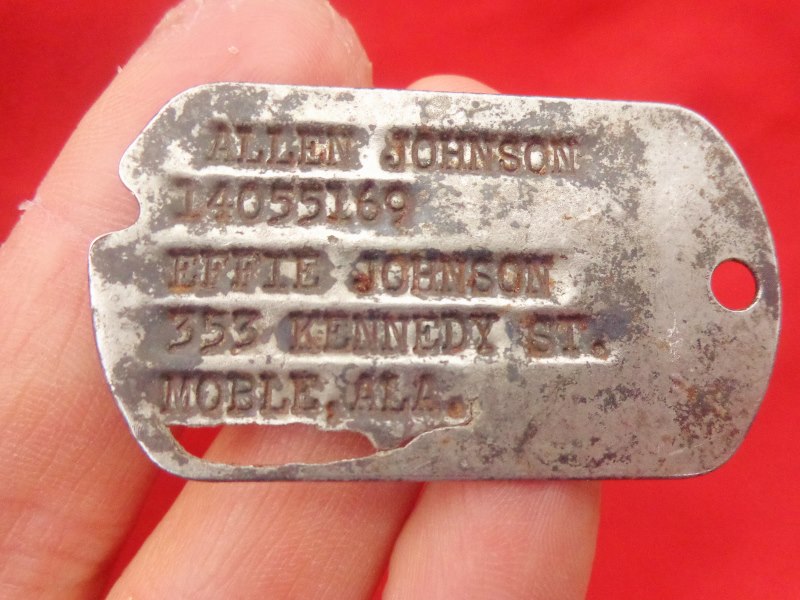 ALLEN JOHNSON
14055169
EFFIE JOHNSON
353 KENNEDY ST.
MOBLE, ALA.